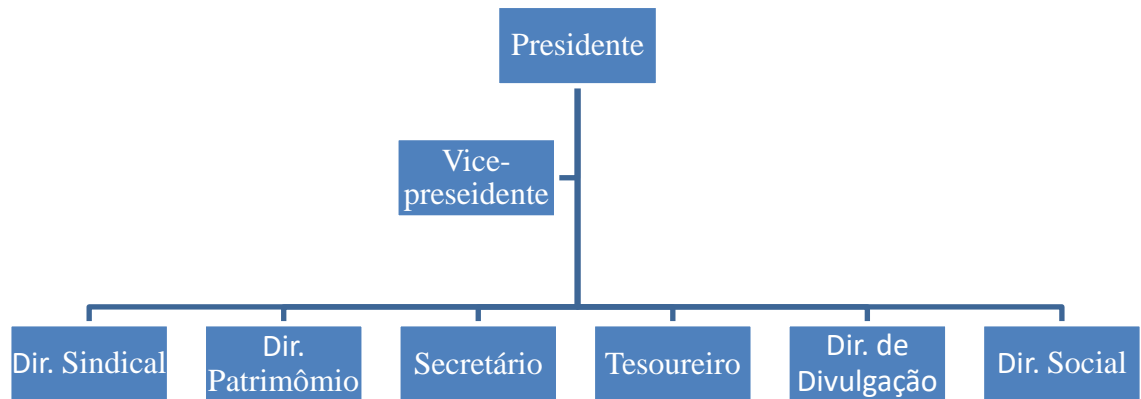 Presidente
Vice-
preseidente
Dir. Sindical
Dir.
Patrimômio
Secretário
Tesoureiro
Dir. de
Divulgação
Dir. Social